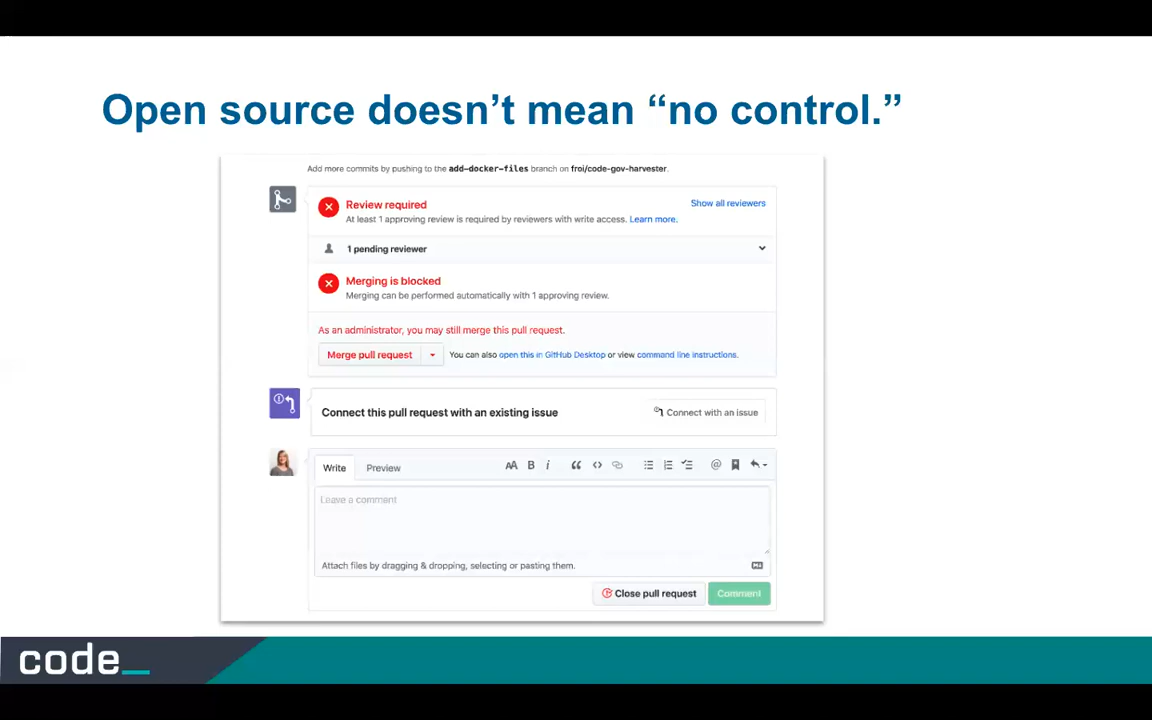 Open source doesn’t mean “no control.”
Add more commits by pushing to the add-docker-files branch on froi/code-gov-harvester.
Review required
Show all reviewers
At least 1 approving review is required by reviewers with write access. Learn more.
1 pending reviewer
Merging is blocked
Merging can be performed automatically with 1 approving review.
As an administrator, you may still merge this pull request.
Merge pull request
You can also open this in GitHub Desktop or view command line instructions.
Connect this pull request with an existing issue
Connect with an issue
Write
Preview
AA B i
@
Leave a comment
Attach files by dragging & dropping, selecting or pasting them.
Close pull request
Comment
code_